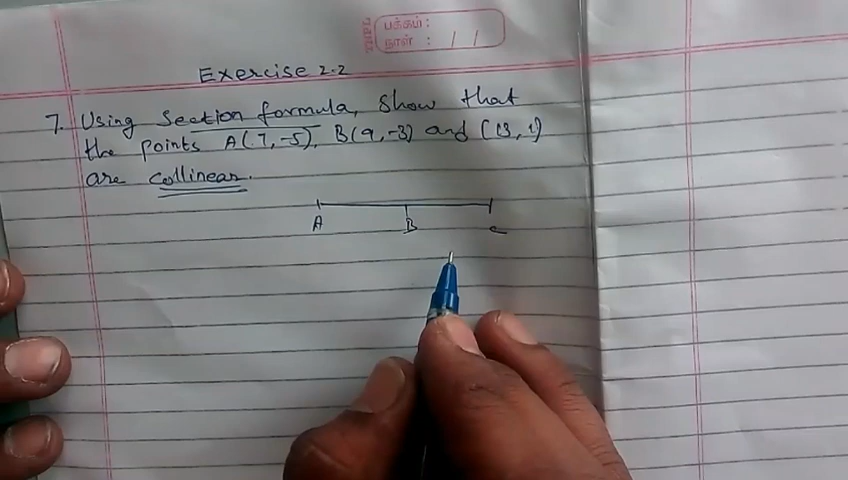 பக்கம் :
நாள் : / /
Exercise 2.2
7. Using Section formula, Show that
the points A(7,-5), B(9,-3) and (13,1)
are collinear.
A B C